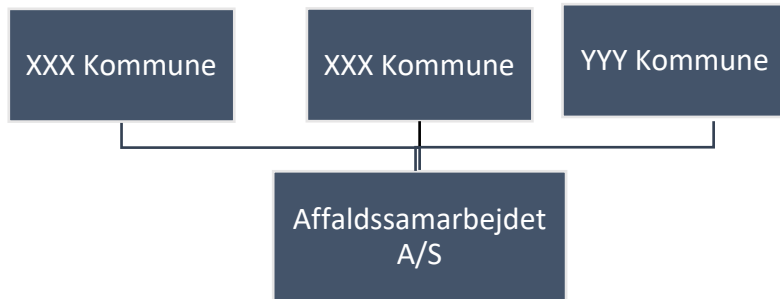 XXX Kommune
XXX Kommune
YYY Kommune
Affaldssamarbejdet
A/S